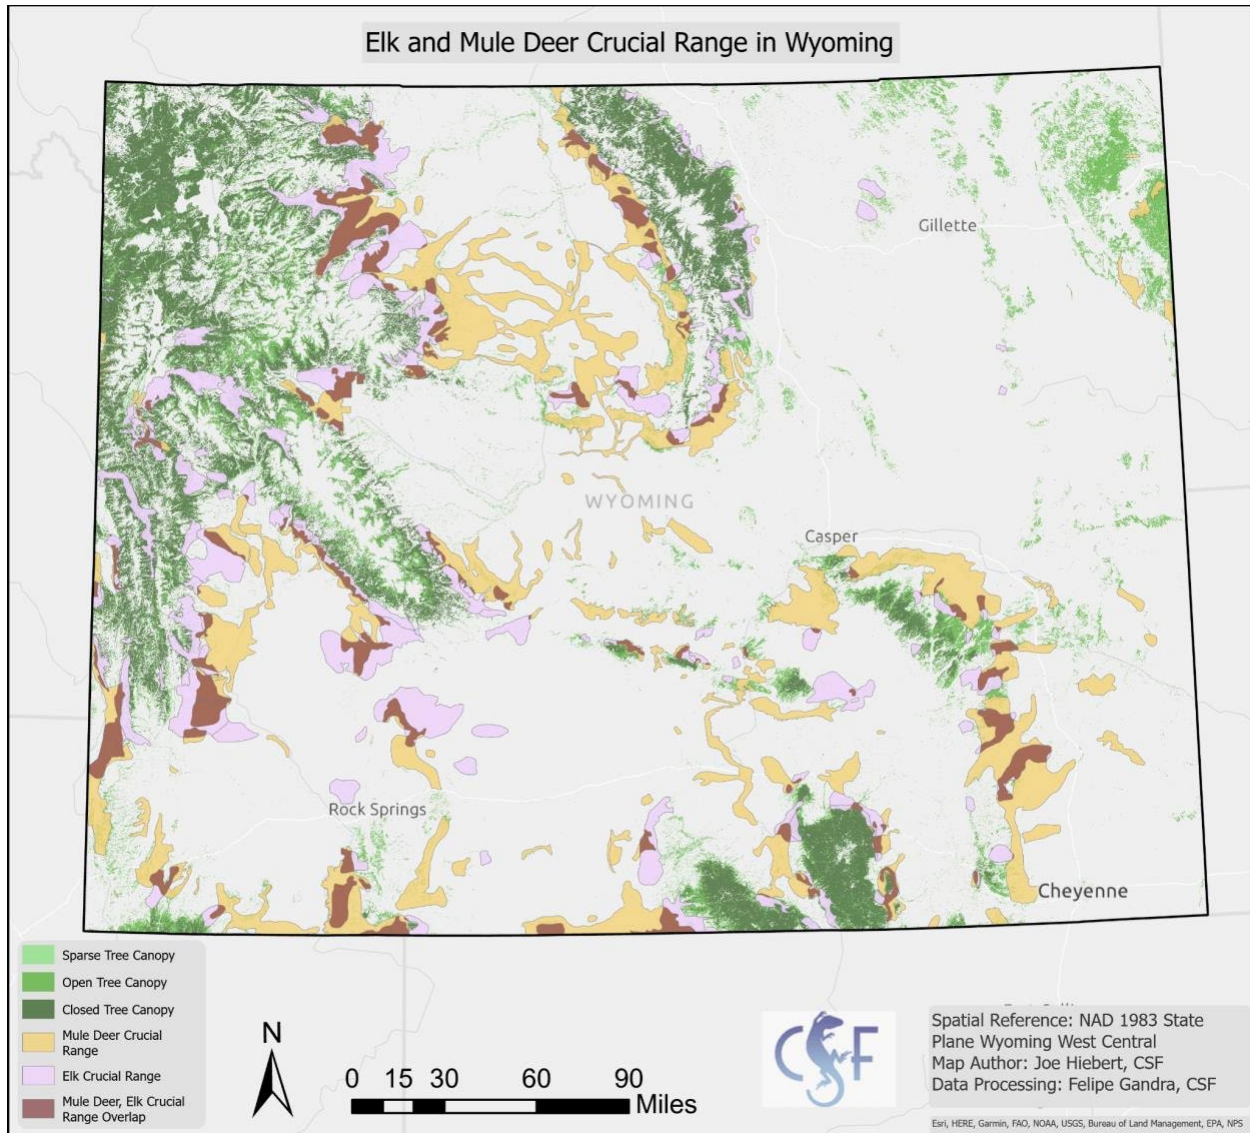 Elk and Mule Deer Crucial Range in Wyoming
Gillette
WYOMING
Casper
Rock Springs
Cheyenne
Sparse Tree Canopy
Open Tree Canopy
Closed Tree Canopy
Mule Deer Crucial
Range
Elk Crucial Range
Mule Deer, Elk Crucial
Range Overlap
N
0 15 30 60 90
Miles
CSF
Spatial Reference: NAD 1983 State
Plane Wyoming West Central
Map Author: Joe Hiebert, CSF
Data Processing: Felipe Gandra, CSF
Esri, HERE, Garmin, FAO, NOAA, USGS, Bureau of Land Management, EPA, NPS